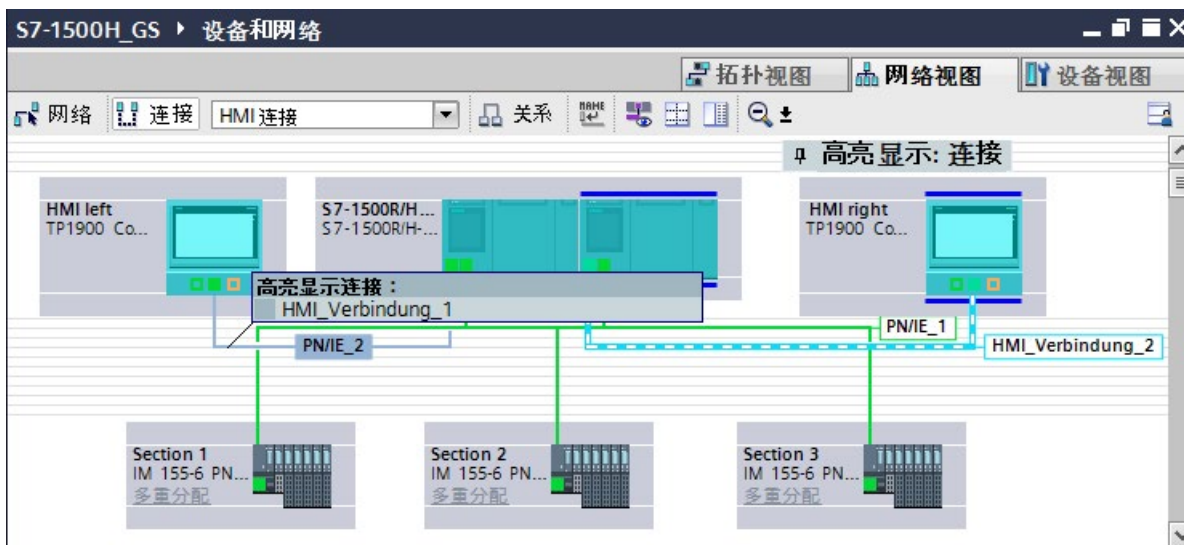 S7-1500H_GS ▸ 设备和网络
拓扑视图 网络视图 设备视图
网络 连接 HMI 连接 关系
高亮显示: 连接
HMI left
TP1900 Co...
S7-1500R/H...
S7-1500R/H-...
HMI right
TP1900 Co...
高亮显示连接：
HMI_Verbindung_1
PN/IE_2
PN/IE_1
HMI_Verbindung_2
Section 1
IM 155-6 PN...
多重分配
Section 2
IM 155-6 PN...
多重分配
Section 3
IM 155-6 PN...
多重分配